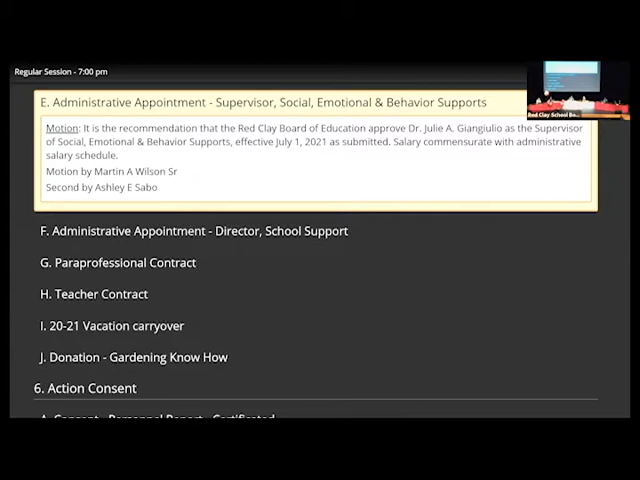 Regular Session - 7:00 pm
Red Clay School Bo...
E. Administrative Appointment - Supervisor, Social, Emotional & Behavior Supports
Motion: It is the recommendation that the Red Clay Board of Education approve Dr. Julie A. Giangiulio as the Supervisor
of Social, Emotional & Behavior Supports, effective July 1, 2021 as submitted. Salary commensurate with administrative
salary schedule.
Motion by Martin A Wilson Sr
Second by Ashley E Sabo
F. Administrative Appointment - Director, School Support
G. Paraprofessional Contract
H. Teacher Contract
I. 20-21 Vacation carryover
J. Donation - Gardening Know How
6. Action Consent
A. Consent - Personnel Report - Certificated